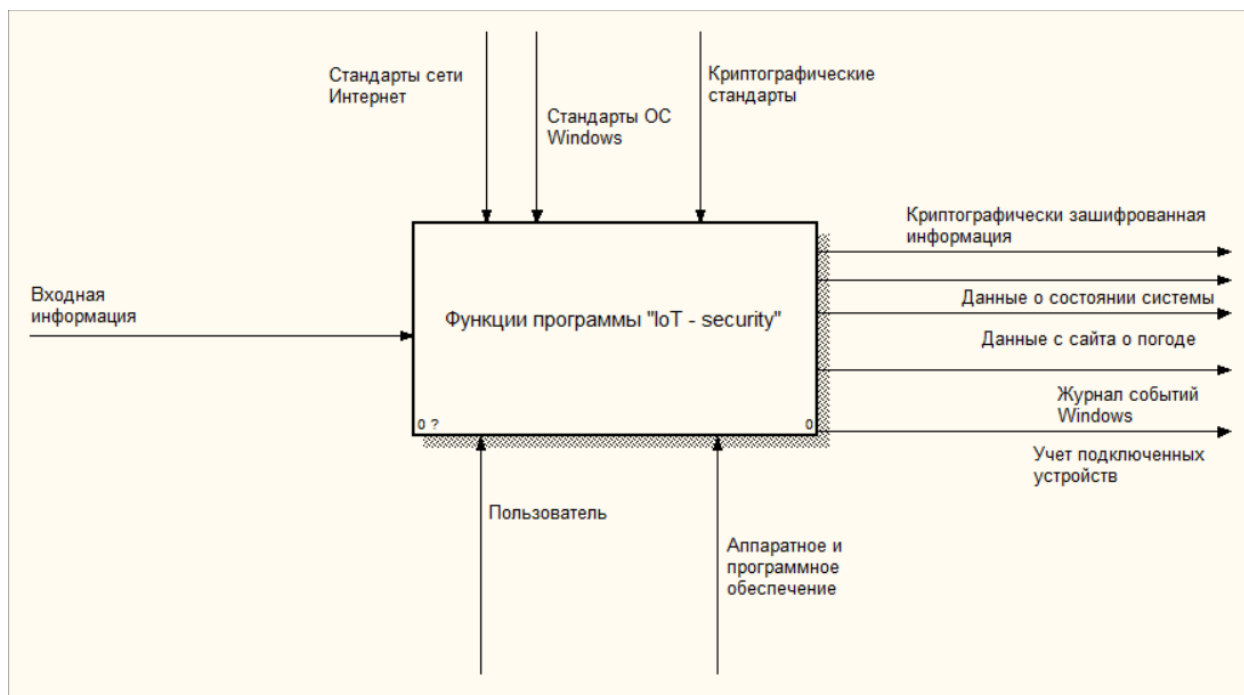 Стандарты сети
Интернет
Стандарты ОС
Windows
Криптографические
стандарты
Входная
информация
Функции программы "IoT - security"
0 ?
0
Криптографически зашифрованная
информация
Данные о состоянии системы
Данные с сайта о погоде
Журнал событий
Windows
Учет подключенных
устройств
Пользователь
Аппаратное и
программное
обеспечение